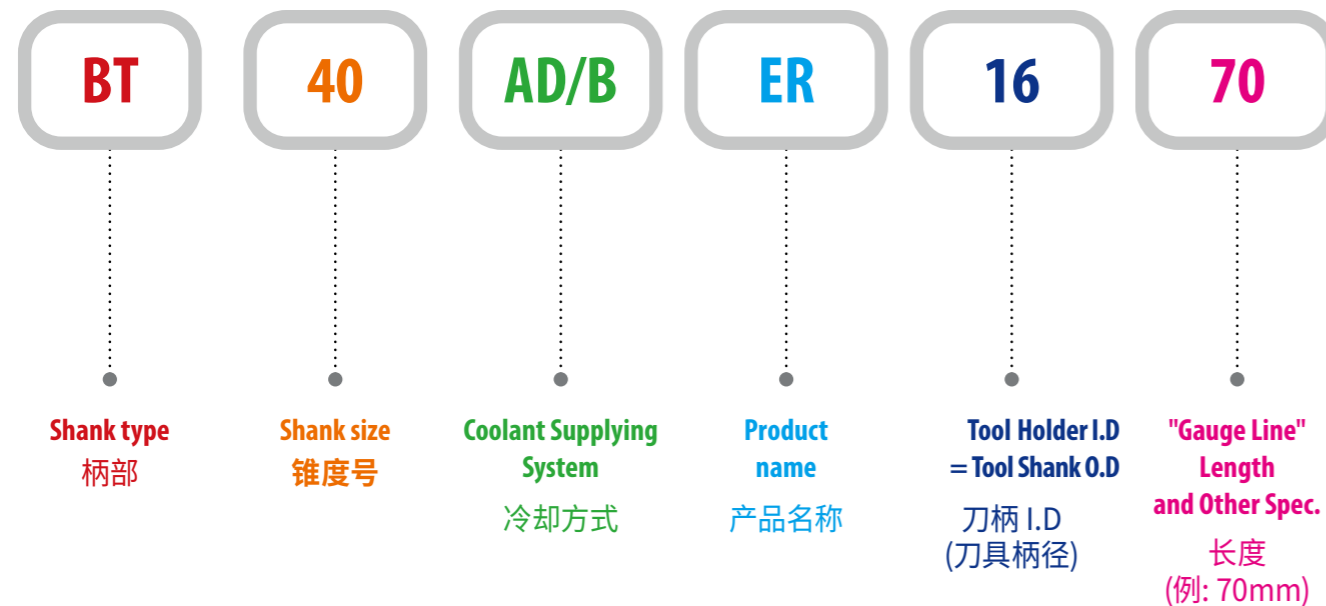 BT
40
AD/B
ER
16
70
Shank type
柄部
Shank size
锥度号
Coolant Supplying
System
冷却方式
Product
name
产品名称
Tool Holder I.D
= Tool Shank O.D
刀柄 I.D
(刀具柄径)
"Gauge Line"
Length
and Other Spec.
长度
(例: 70mm)